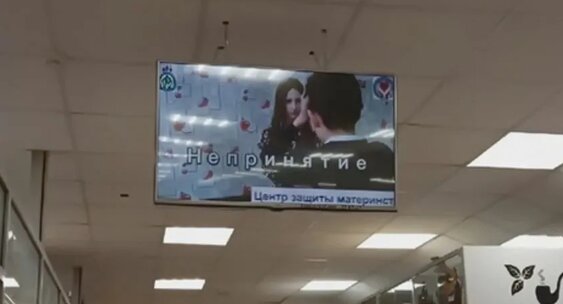 Непринятие
Центр защиты материнст